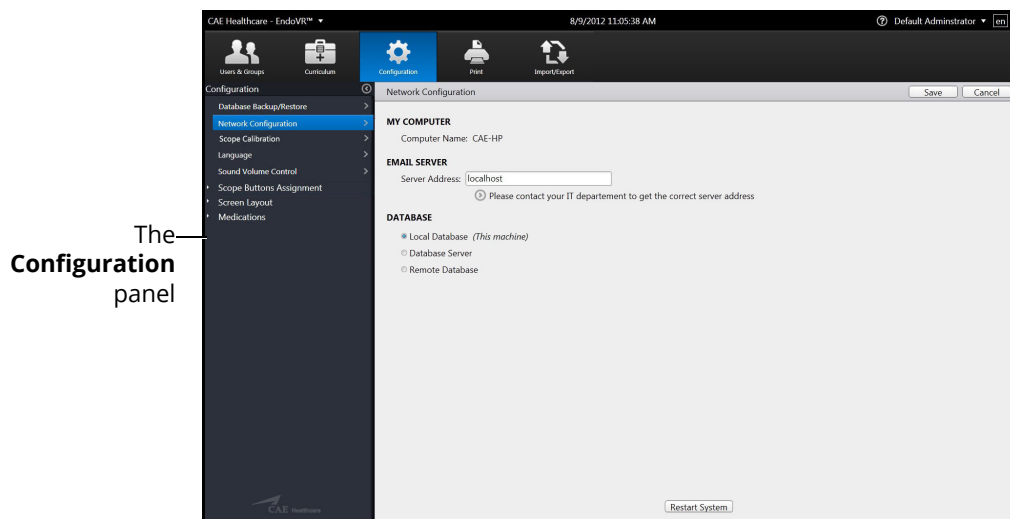 CAE Healthcare - EndoVR™
8/9/2012 11:05:38 AM
Default Adminstrator
en
Users & Groups
Curriculum
Configuration
Print
Import/Export
Configuration
Network Configuration
Save
Cancel
Database Backup/Restore
Network Configuration
Scope Calibration
Language
Sound Volume Control
Scope Buttons Assignment
Screen Layout
Medications
MY COMPUTER
Computer Name: CAE-HP
EMAIL SERVER
Server Address: localhost
Please contact your IT departement to get the correct server address
DATABASE
Local Database (This machine)
Database Server
Remote Database
The
Configuration
panel
CAE Healthcare
Restart System